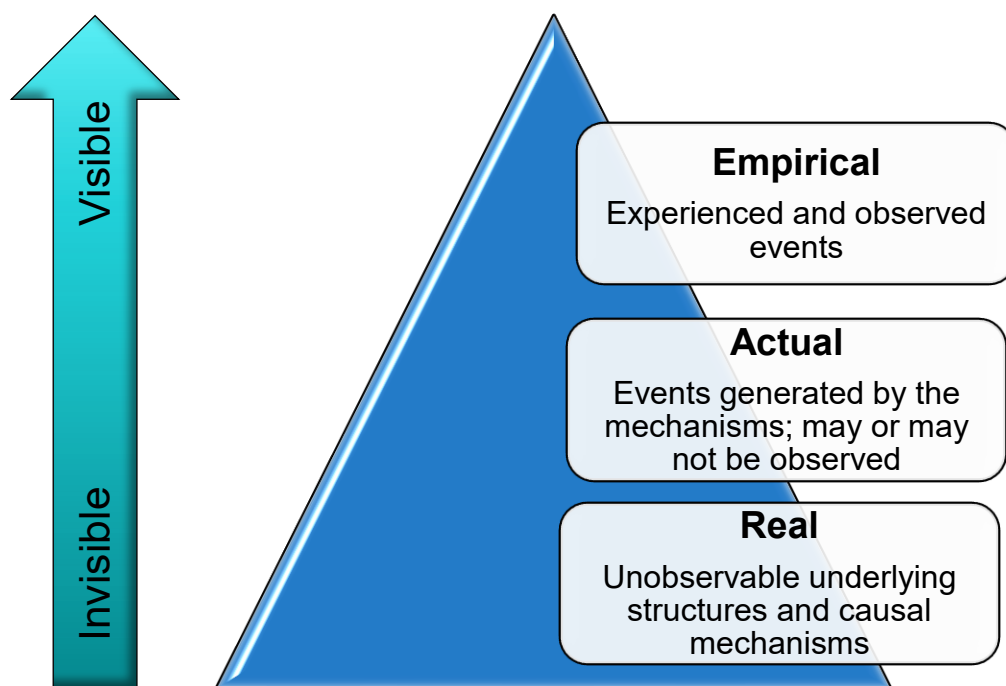 Visible
Invisible
Empirical
Experienced and observed
events
Actual
Events generated by the
mechanisms; may or may
not be observed
Real
Unobservable underlying
structures and causal
mechanisms